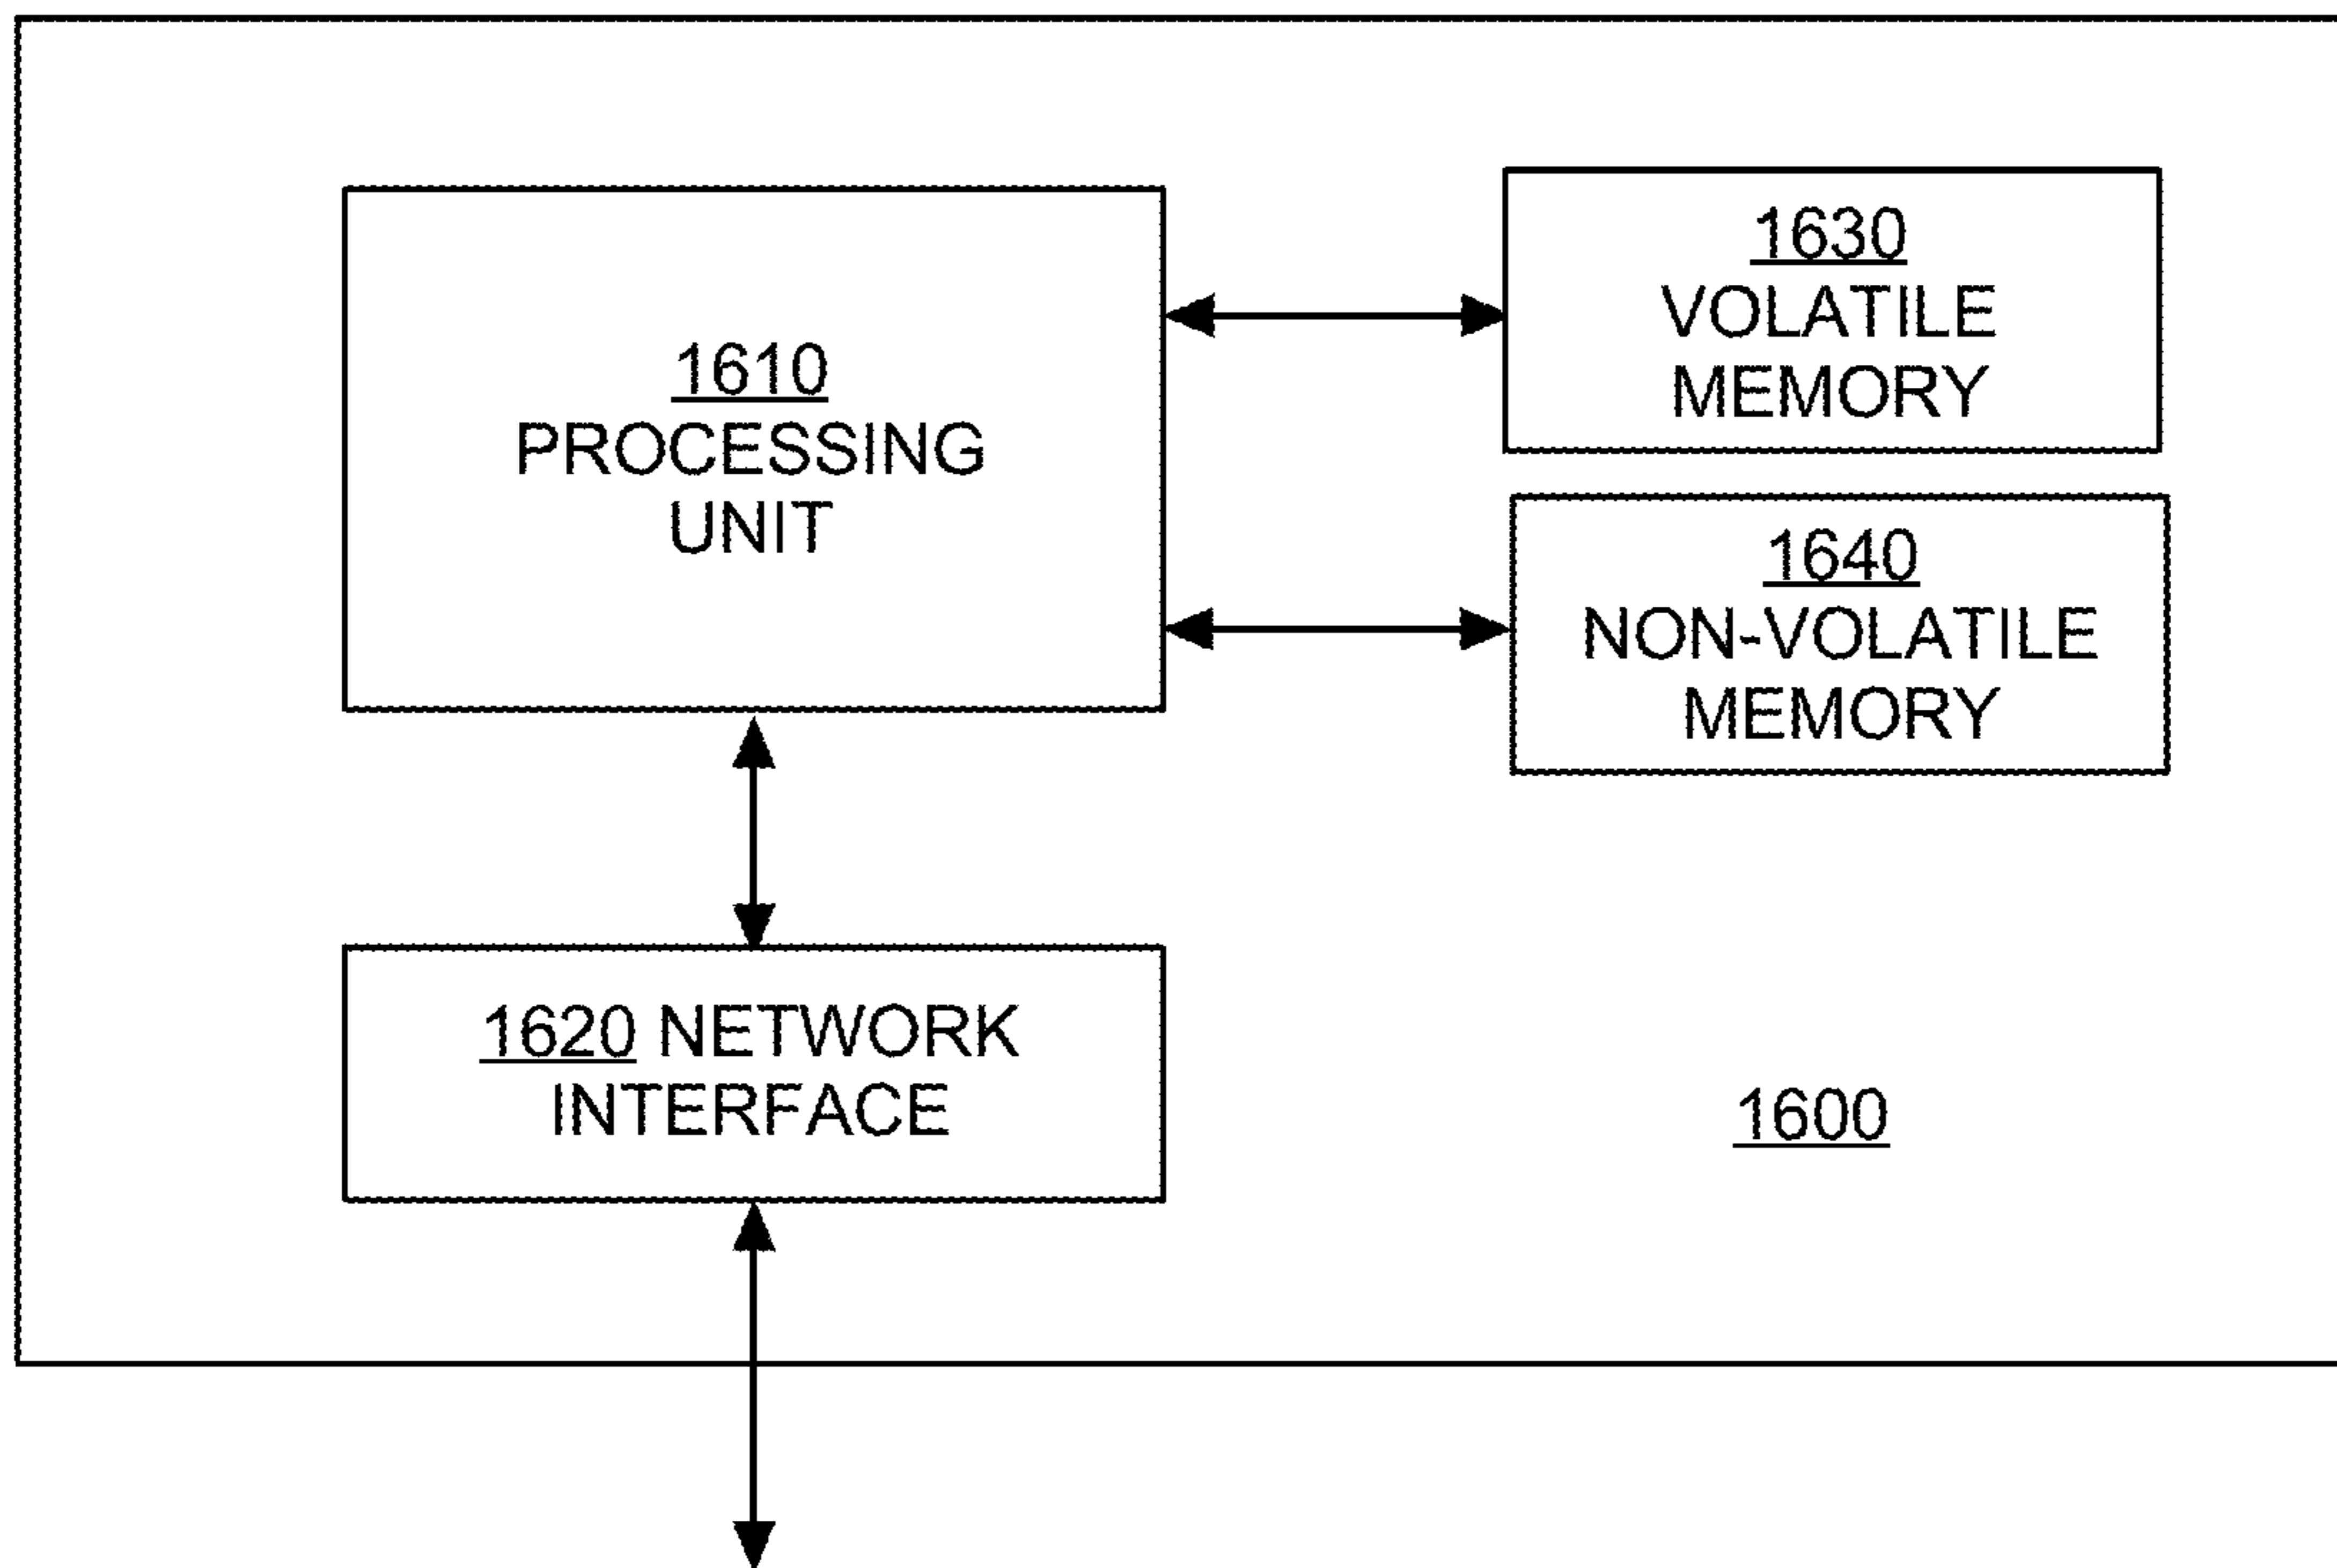 1610
PROCESSING
UNIT
1630
VOLATILE
MEMORY
1640
NON-VOLATILE
MEMORY
1620 NETWORK
INTERFACE
1600